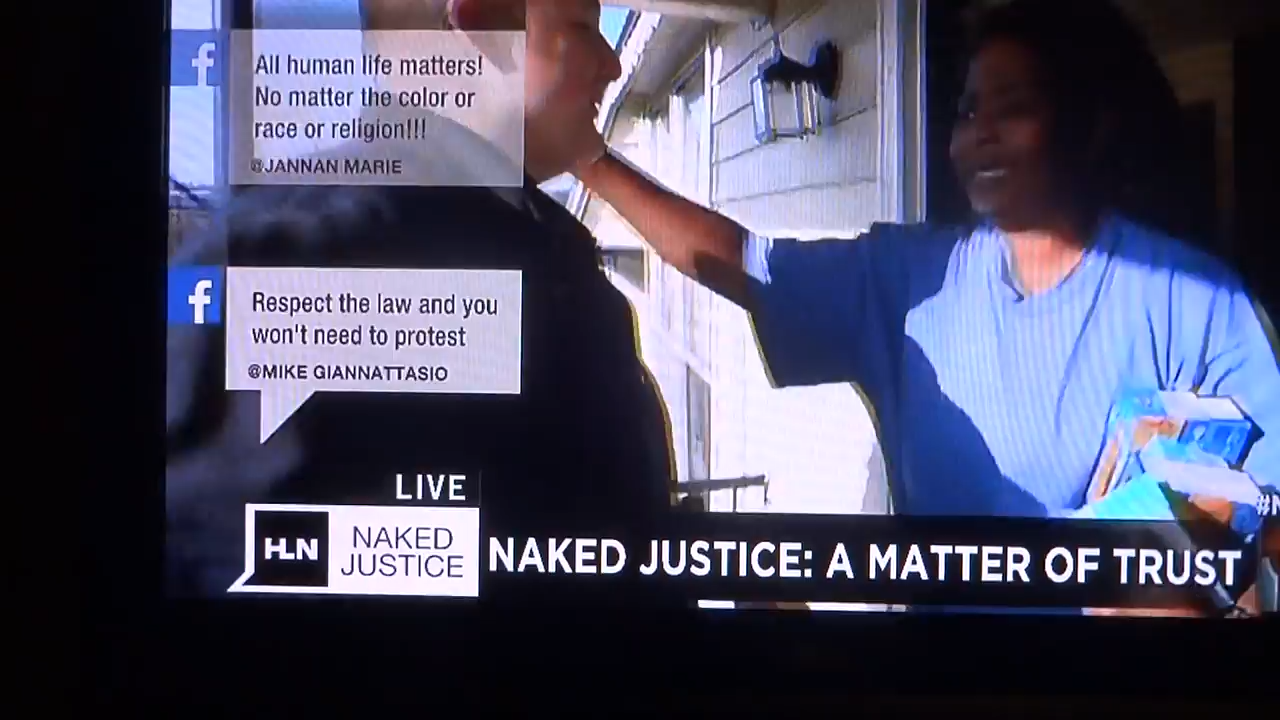 f
All human life matters!
No matter the color or
race or religion!!!
@JANNAN MARIE
f
Respect the law and you
won't need to protest
@MIKE GIANNATTASIO
LIVE
HLN
NAKED
JUSTICE
NAKED JUSTICE: A MATTER OF TRUST